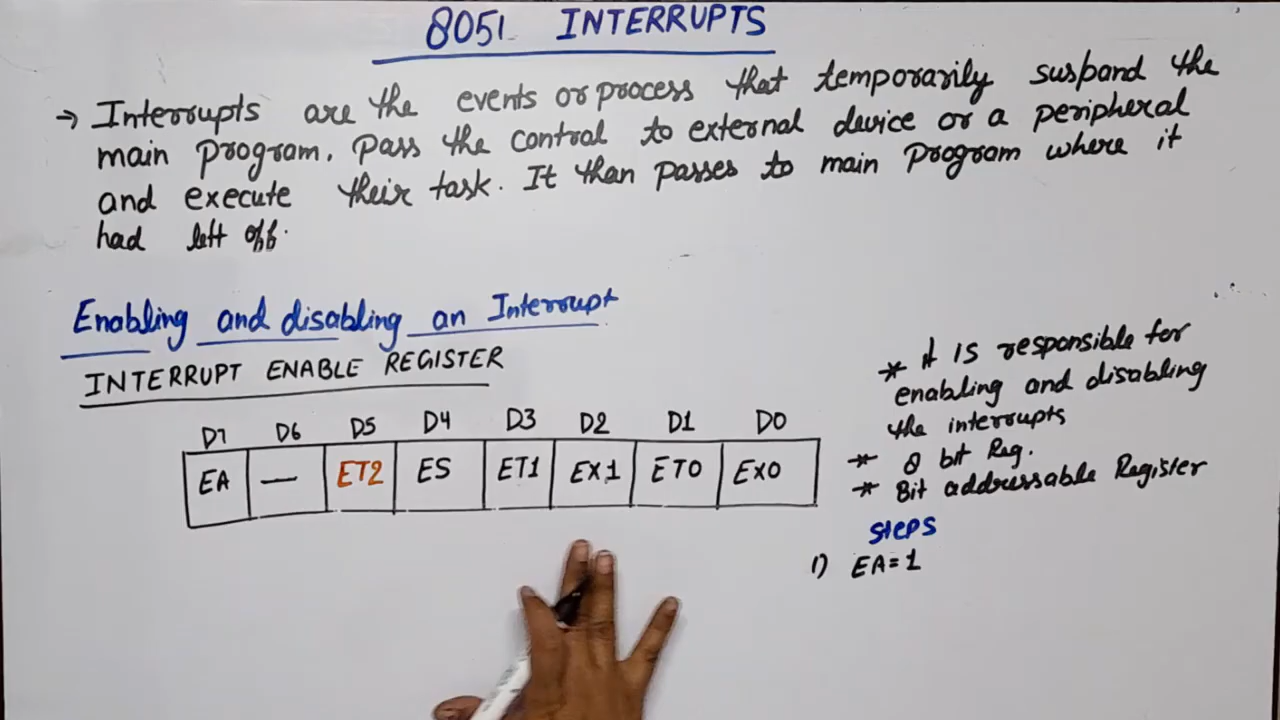 8051 INTERRUPTS
→ Interrupts are the events or process that temporarily suspand the
main program. Pass the control to external device or a peripheral
and execute their task. It than passes to main program where it
had left off.
Enabling and disabling an Interrupt
INTERRUPT ENABLE REGISTER
D7 D6 D5 D4 D3 D2 D1 D0
EA — ET2 ES ET1 EX1 ET0 EX0
* It is responsible for
enabling and disabling
the interrupts
* 8 bit Reg.
* Bit addressable Register
Steps
1) EA=1